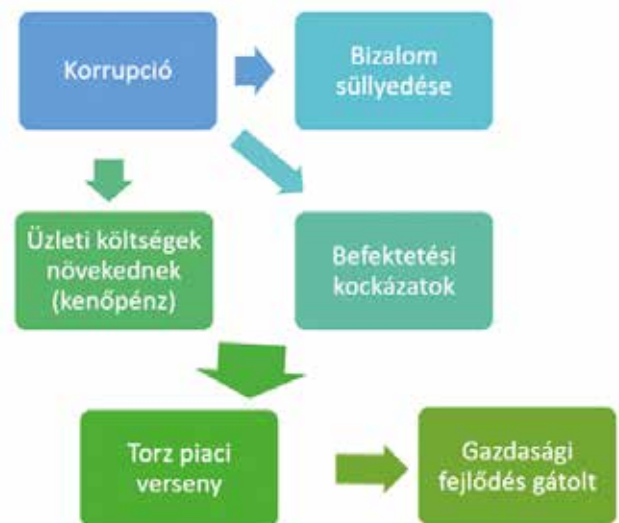 Korrupció
Bizalom
süllyedése
Üzleti költségek
növekednek
(kenőpénz)
Befektetési
kockázatok
Torz piaci
verseny
Gazdasági
fejlődés gátolt